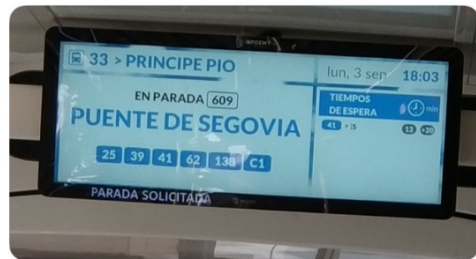 33 > PRINCIPE PIO
lun, 3 sep 18:03
EN PARADA 609
PUENTE DE SEGOVIA
25 39 41 62 138 C1
PARADA SOLICITADA
TIEMPOS
DE ESPERA min
41